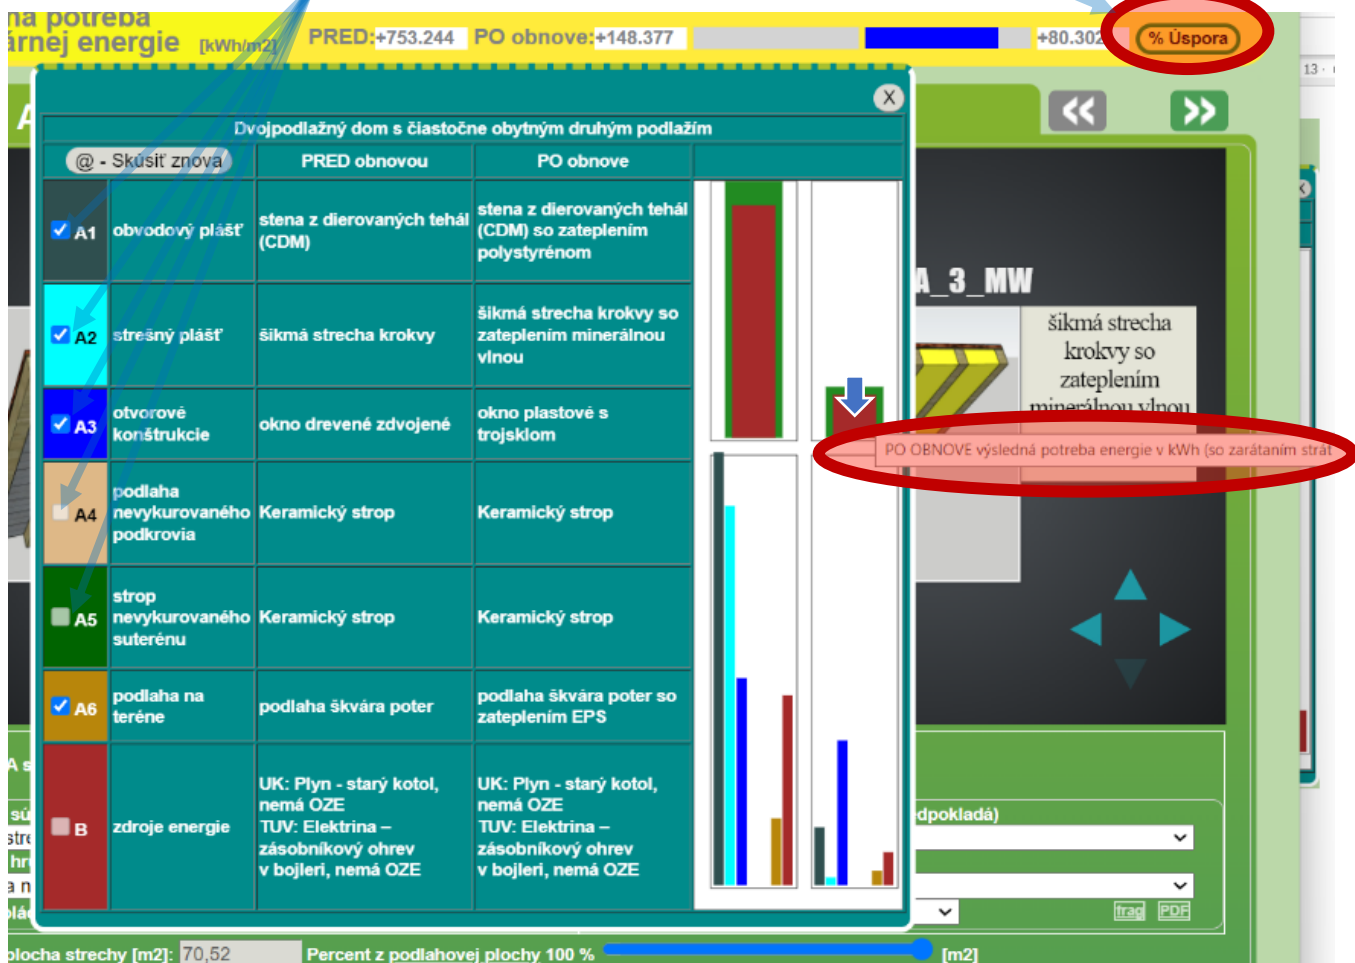 ná potreba
árnej energie [kWh/m2] PRED:+753.244 PO obnove:+148.377 +80.302 % Úspora
13
X
Dvojpodlažný dom s čiastočne obytným druhým podlažím
@ - Skúsiť znova PRED obnovou PO obnove
A1 obvodový plášť
stena z dierovaných tehál
(CDM)
stena z dierovaných tehál
(CDM) so zateplením
polystyrénom
A_3_MW
A2 strešný plášť
šikmá strecha krokvy
šikmá strecha krokvy so
zateplením minerálnou
vlnou
šikmá strecha
krokvy so
zateplením
minerálnou vlnou
A3
otvorové
konštrukcie
okno drevené zdvojené
okno plastové s
trojsklom
PO OBNOVE výsledná potreba energie v kWh (so zarátaním strát
A4
podlaha
nevykurovaného
podkrovia
Keramický strop
Keramický strop
A5
strop
nevykurovaného
suterénu
Keramický strop
Keramický strop
A6
podlaha na
teréne
podlaha škvára poter
podlaha škvára poter so
zateplením EPS
B zdroje energie
UK: Plyn - starý kotol,
nemá OZE
TUV: Elektrina –
zásobníkový ohrev
v bojleri, nemá OZE
UK: Plyn - starý kotol,
nemá OZE
TUV: Elektrina –
zásobníkový ohrev
v bojleri, nemá OZE
edpokladá)
frag PDF
plocha strechy [m2]: 70,52 Percent z podlahovej plochy 100 % [m2]